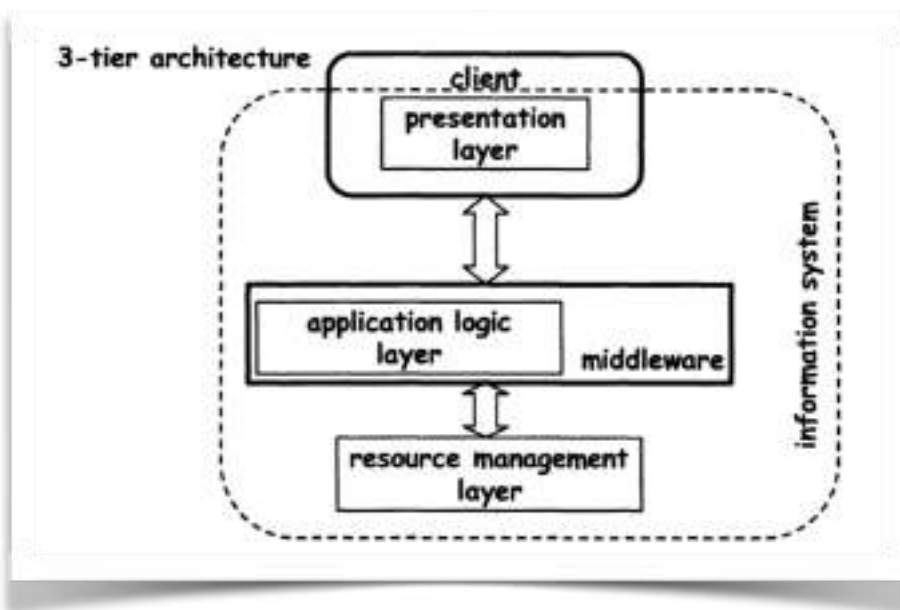 3-tier architecture
client
presentation
layer
application logic
layer
middleware
information system
resource management
layer